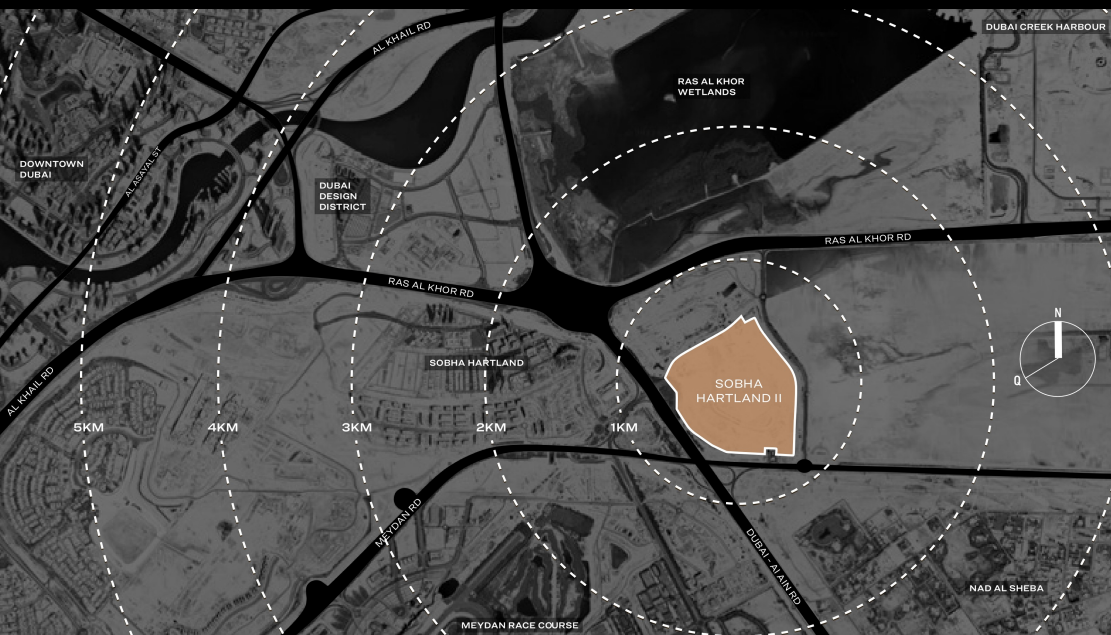 DUBAI CREEK HARBOUR
AL KHAIL RD
RAS AL KHOR
WETLANDS
DOWNTOWN
DUBAI
AL ASAYAL ST
DUBAI
DESIGN
DISTRICT
RAS AL KHOR RD
RAS AL KHOR RD
N
Q
SOBHA HARTLAND
SOBHA
HARTLAND II
AL KHAIL RD
5KM
4KM
3KM
2KM
1KM
MEYDAN RD
DUBAI - AL AIN RD
NAD AL SHEBA
MEYDAN RACE COURSE